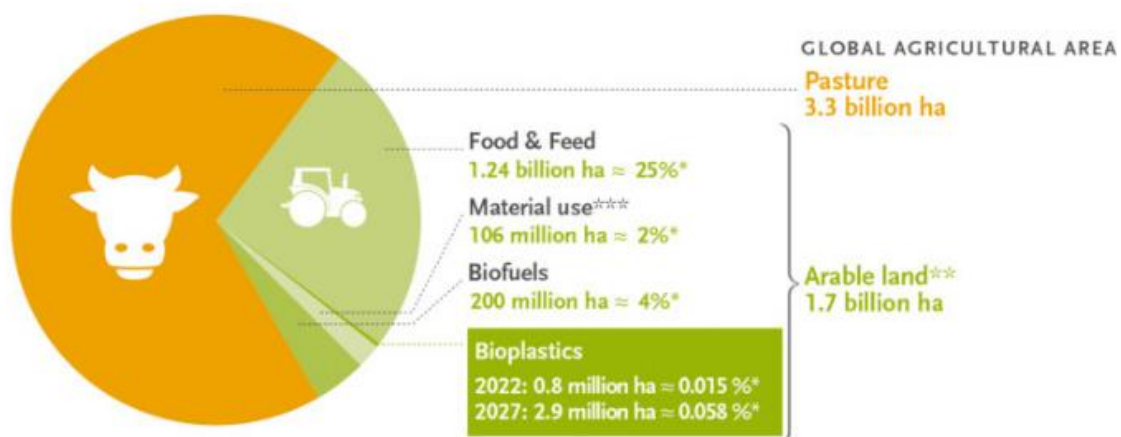 GLOBAL AGRICULTURAL AREA
Pasture
3.3 billion ha
Food & Feed
1.24 billion ha ≈ 25%*
Material use***
106 million ha ≈ 2%*
Biofuels
200 million ha ≈ 4%*
Arable land**
1.7 billion ha
Bioplastics
2022: 0.8 million ha ≈ 0.015 %*
2027: 2.9 million ha ≈ 0.058 %*